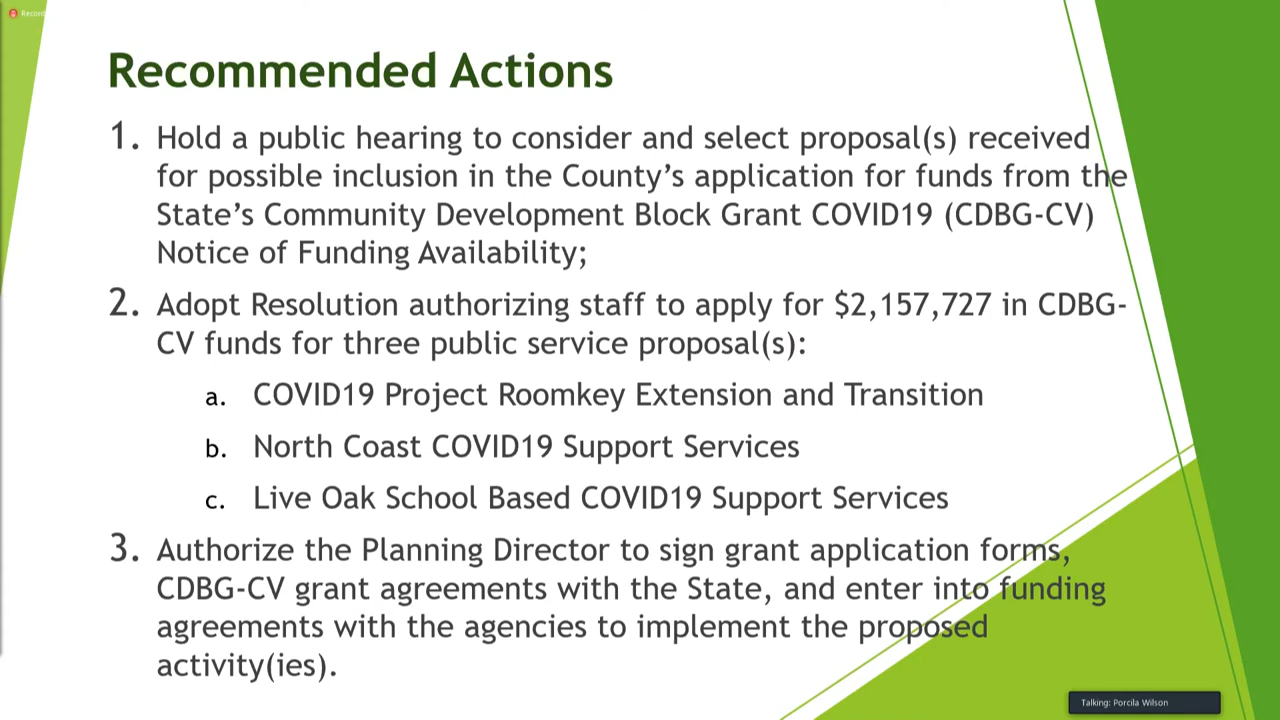 Record
Recommended Actions
1. Hold a public hearing to consider and select proposal(s) received
for possible inclusion in the County’s application for funds from the
State’s Community Development Block Grant COVID19 (CDBG-CV)
Notice of Funding Availability;
2. Adopt Resolution authorizing staff to apply for $2,157,727 in CDBG-
CV funds for three public service proposal(s):
a. COVID19 Project Roomkey Extension and Transition
b. North Coast COVID19 Support Services
c. Live Oak School Based COVID19 Support Services
3. Authorize the Planning Director to sign grant application forms,
CDBG-CV grant agreements with the State, and enter into funding
agreements with the agencies to implement the proposed
activity(ies).
Talking: Porcila Wilson